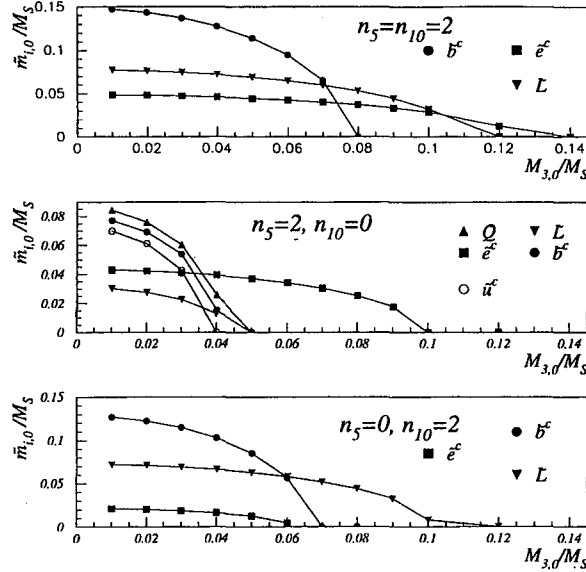 m̃i,0/MS
0.15
0.1
0.05
0
n5=n10=2
b̃c
ẽc
L̃
0 0.02 0.04 0.06 0.08 0.1 0.12 0.14
M3,0/MS
m̃i,0/MS
0.08
0.06
0.04
0.02
0
n5=2, n10=0
Q̃ L̃
ẽc b̃c
ũc
0 0.02 0.04 0.06 0.08 0.1 0.12 0.14
M3,0/MS
m̃i,0/MS
0.15
0.1
0.05
0
n5=0, n10=2
b̃c
ẽc
L̃
0 0.02 0.04 0.06 0.08 0.1 0.12 0.14
M3,0/MS